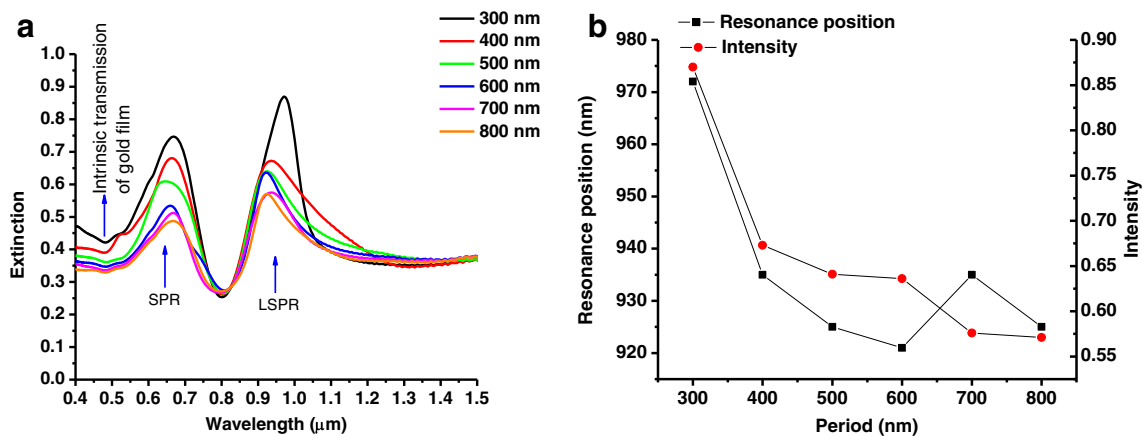 a
300 nm
400 nm
500 nm
600 nm
700 nm
800 nm
1.0
0.9
0.8
0.7
0.6
0.5
0.4
0.3
0.2
0.1
0.0
Extinction
Intrinsic transmission
of gold film
SPR
LSPR
0.4 0.5 0.6 0.7 0.8 0.9 1.0 1.1 1.2 1.3 1.4 1.5
Wavelength (μm)
b
Resonance position
Intensity
980
970
960
950
940
930
920
Resonance position (nm)
0.90
0.85
0.80
0.75
0.70
0.65
0.60
0.55
Intensity
300 400 500 600 700 800
Period (nm)